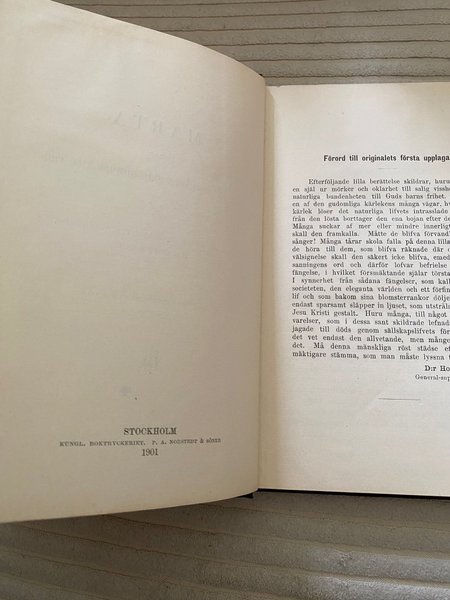 STOCKHOLM
KUNGL. BOKTRYCKERIET. P. A. NORSTEDT & SÖNER
1901
Förord till originalets första upplaga
Efterföljande lilla berättelse skildrar, huru
en själ ur mörker och oklarhet till salig vissh
naturliga bundenheten till Guds barns frihet.
en af den gudomliga kärlekens många vägar, hv
kärlek löser det naturliga lifvets intrasslade
från den lösta borttager den ena bojan efter de
Många suckar af mer eller mindre innerligt
skall den framkalla. Måtte de blifva förvand
sånger! Många tårar skola falla på denna lilla
de höra till dem, som blifva räknade där o
välsignelse skall den säkert icke blifva, emed
sanningens ord och därför lofvar befrielse
fängelse, i hvilket försmäktande själar törsta
I synnerhet från sådana fängelser, som kall
societeten, den eleganta världen och ett förfin
lif och som bakom sina blomsterrankor dölje
endast sparsamt släpper in ljuset, som utstråla
Jesu Kristi gestalt. Huru många, till något
varelser, som i dessa sant skildrade lefnad
jagade till döds genom sällskapslifvets för
det vet endast den allvetande, men månge
det. Må denna mänskliga röst städse ef
mäktigare stämma, som man måste lyssna t
D:r Ho
General-sup